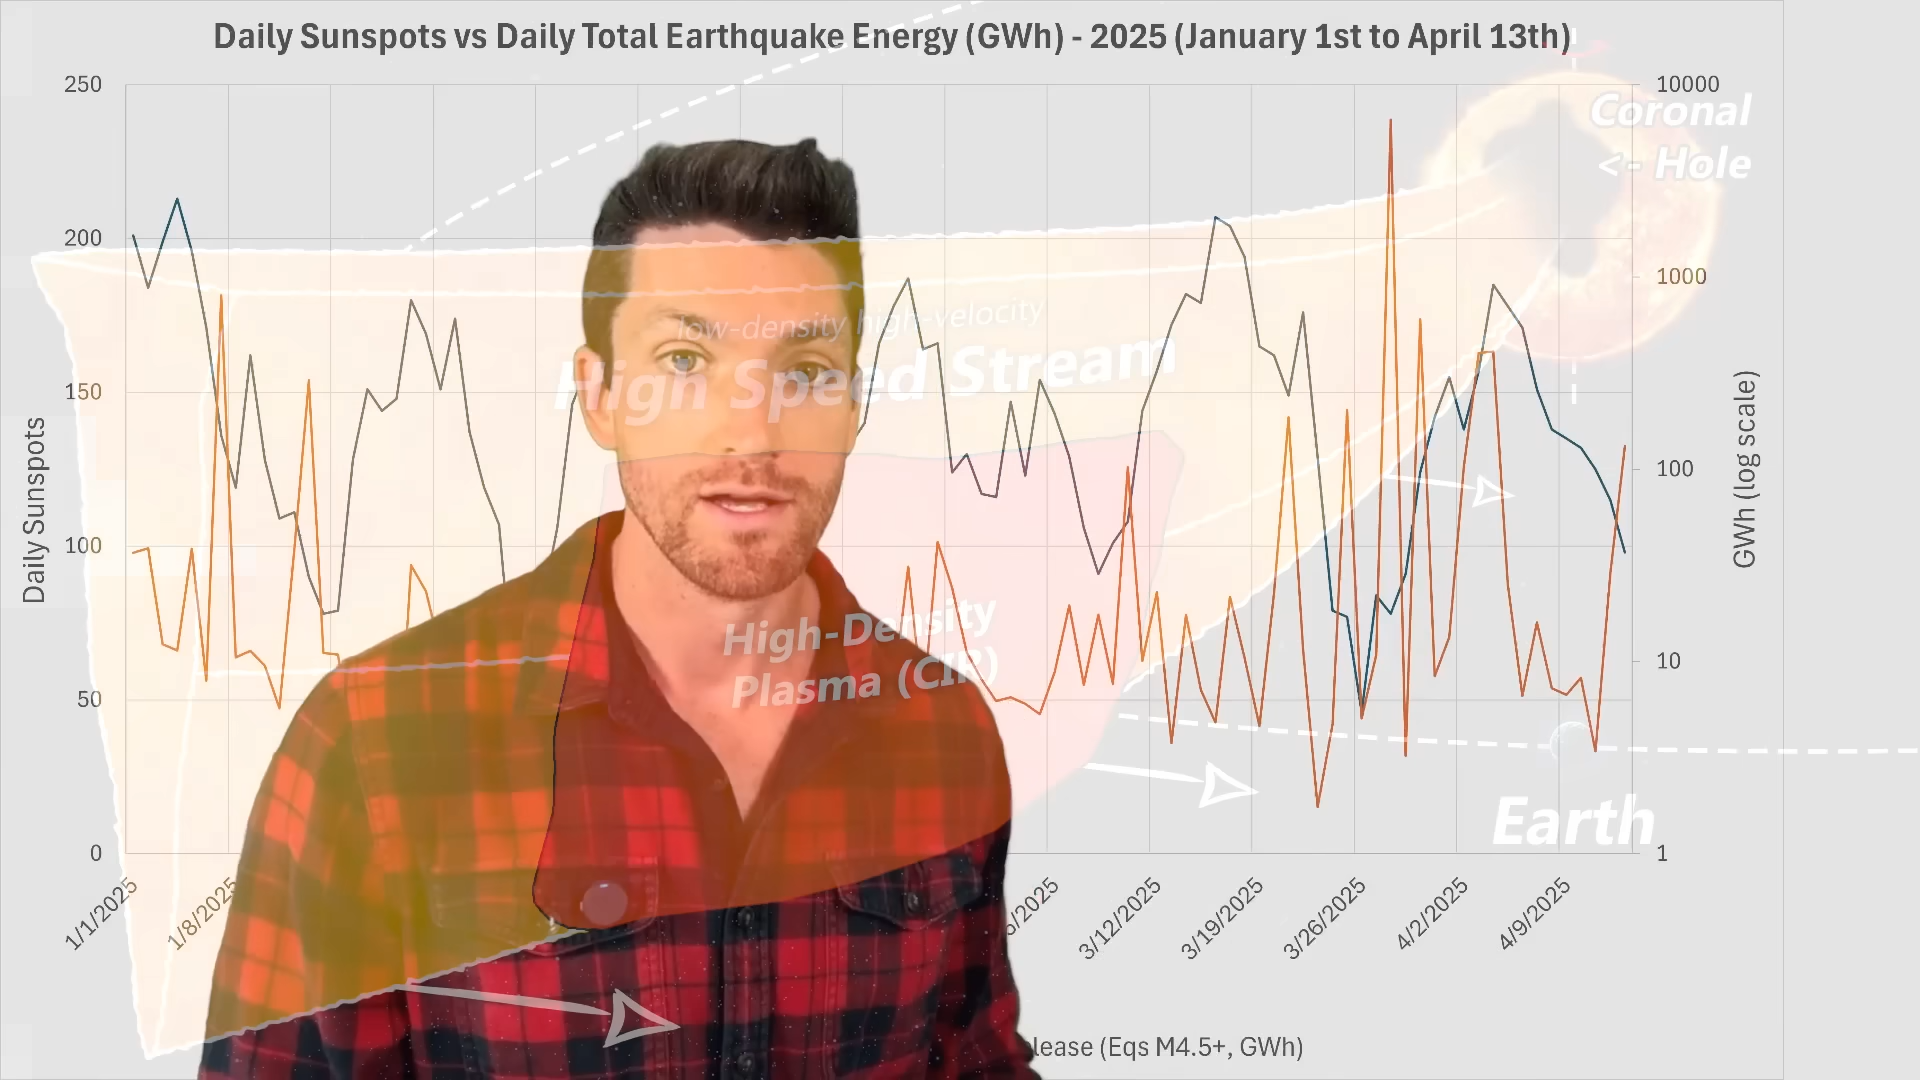 Daily Sunspots vs Daily Total Earthquake Energy (GWh) - 2025 (January 1st to April 13th)
250
200
150
100
50
0
Daily Sunspots
10000
1000
100
10
1
GWh (log scale)
Coronal
<- Hole
low-density high-velocity
High Speed Stream
High-Density
Plasma (CIR)
Earth
1/1/2025
1/8/2025
3/12/2025
3/19/2025
3/26/2025
4/2/2025
4/9/2025
(Eqs M4.5+, GWh)